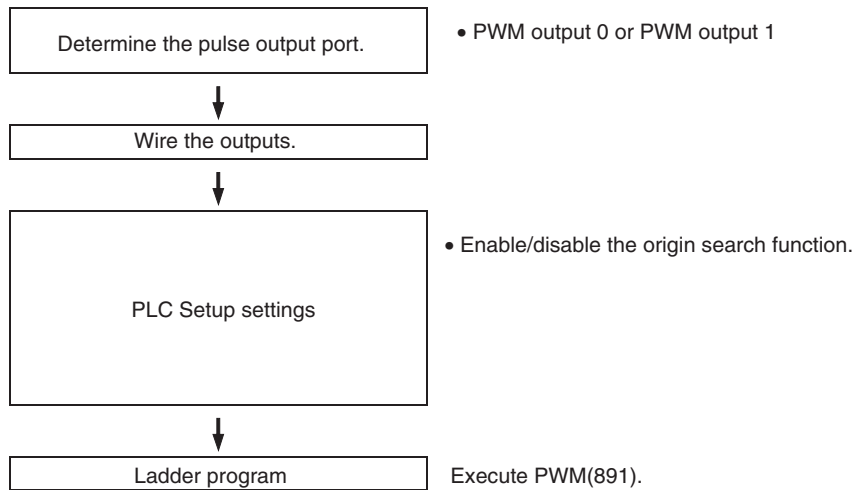 Determine the pulse output port.
• PWM output 0 or PWM output 1
Wire the outputs.
PLC Setup settings
• Enable/disable the origin search function.
Ladder program
Execute PWM(891).